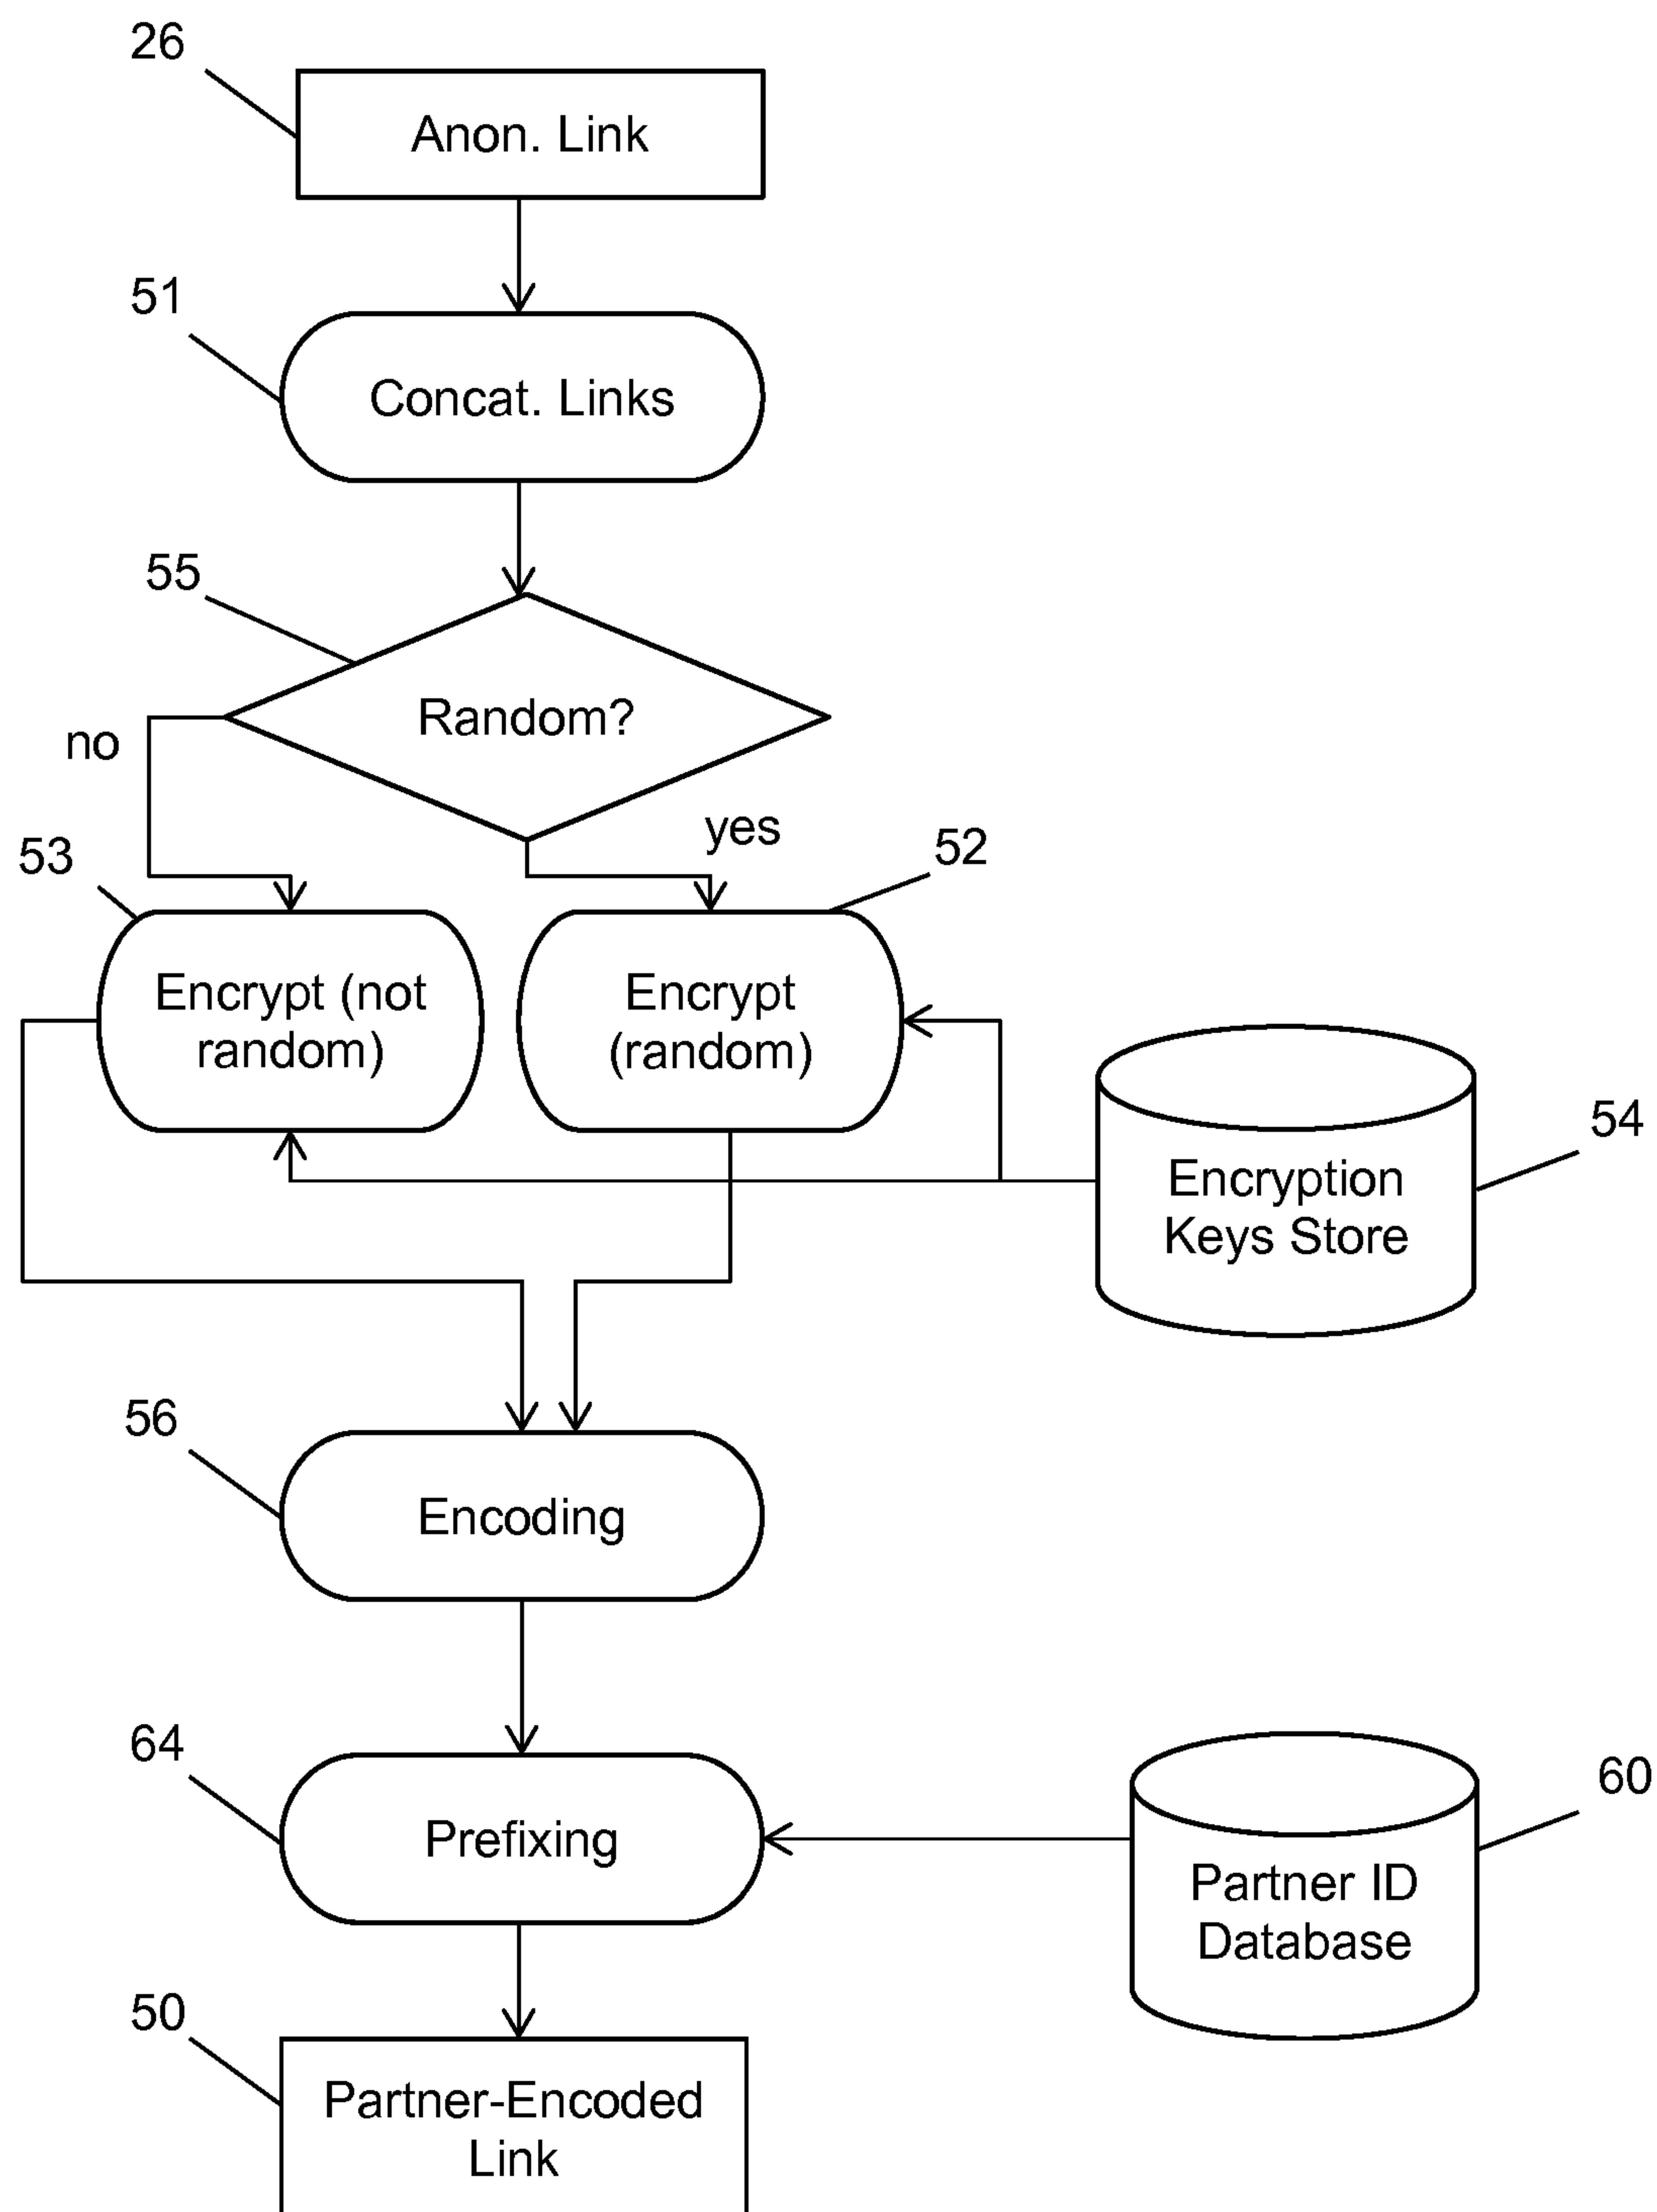 26
Anon. Link
51
Concat. Links
55
Random?
no
yes
53
52
Encrypt (not
random)
Encrypt
(random)
54
Encryption
Keys Store
56
Encoding
64
Prefixing
60
Partner ID
Database
50
Partner-Encoded
Link